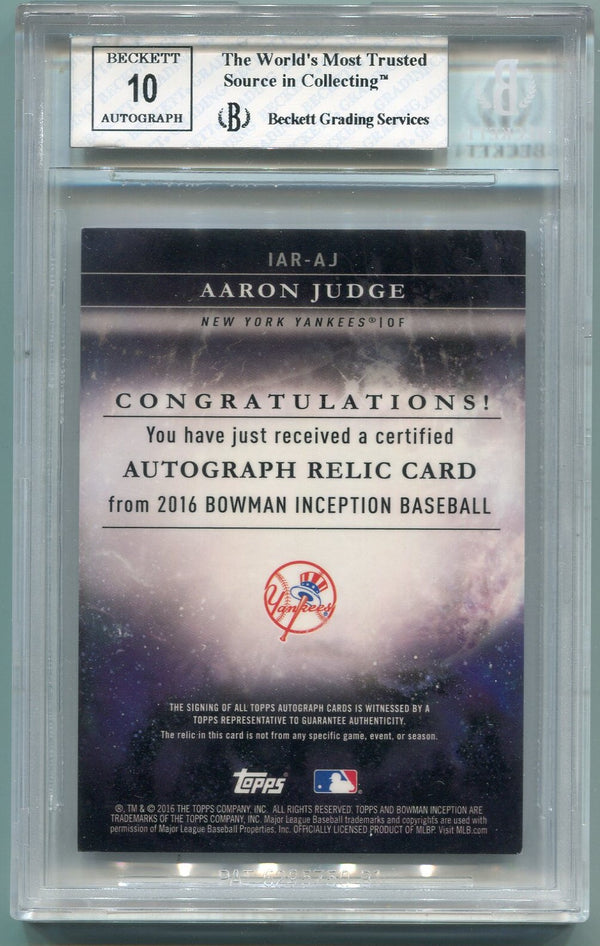 BECKETT
10
AUTOGRAPH
The World's Most Trusted
Source in Collecting™
B Beckett Grading Services
BECKETT
IAR-AJ
AARON JUDGE
NEW YORK YANKEES®|OF
CONGRATULATIONS!
You have just received a certified
AUTOGRAPH RELIC CARD
from 2016 BOWMAN INCEPTION BASEBALL
Yankees
THE SIGNING OF ALL TOPPS AUTOGRAPH CARDS IS WITNESSED BY A
TOPPS REPRESENTATIVE TO GUARANTEE AUTHENTICITY.
The relic in this card is not from any specific game, event, or season.
topps
®, TM & © 2016 THE TOPPS COMPANY, INC. ALL RIGHTS RESERVED. TOPPS AND BOWMAN INCEPTION ARE
TRADEMARKS OF THE TOPPS COMPANY, INC. Major League Baseball trademarks and copyrights are used with
permission of Major League Baseball Properties, Inc. OFFICIALLY LICENSED PRODUCT OF MLBP. Visit MLB.com